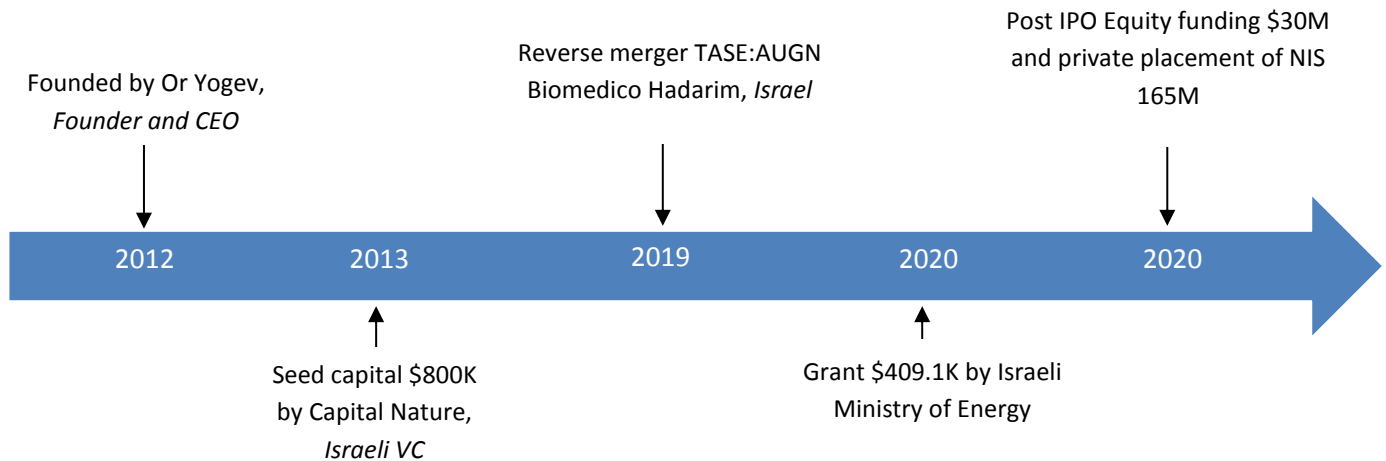 Founded by Or Yogev,
Founder and CEO
Reverse merger TASE:AUGN
Biomedico Hadarim, Israel
Post IPO Equity funding $30M
and private placement of NIS
165M
2012
2013
2019
2020
2020
Seed capital $800K
by Capital Nature,
Israeli VC
Grant $409.1K by Israeli
Ministry of Energy